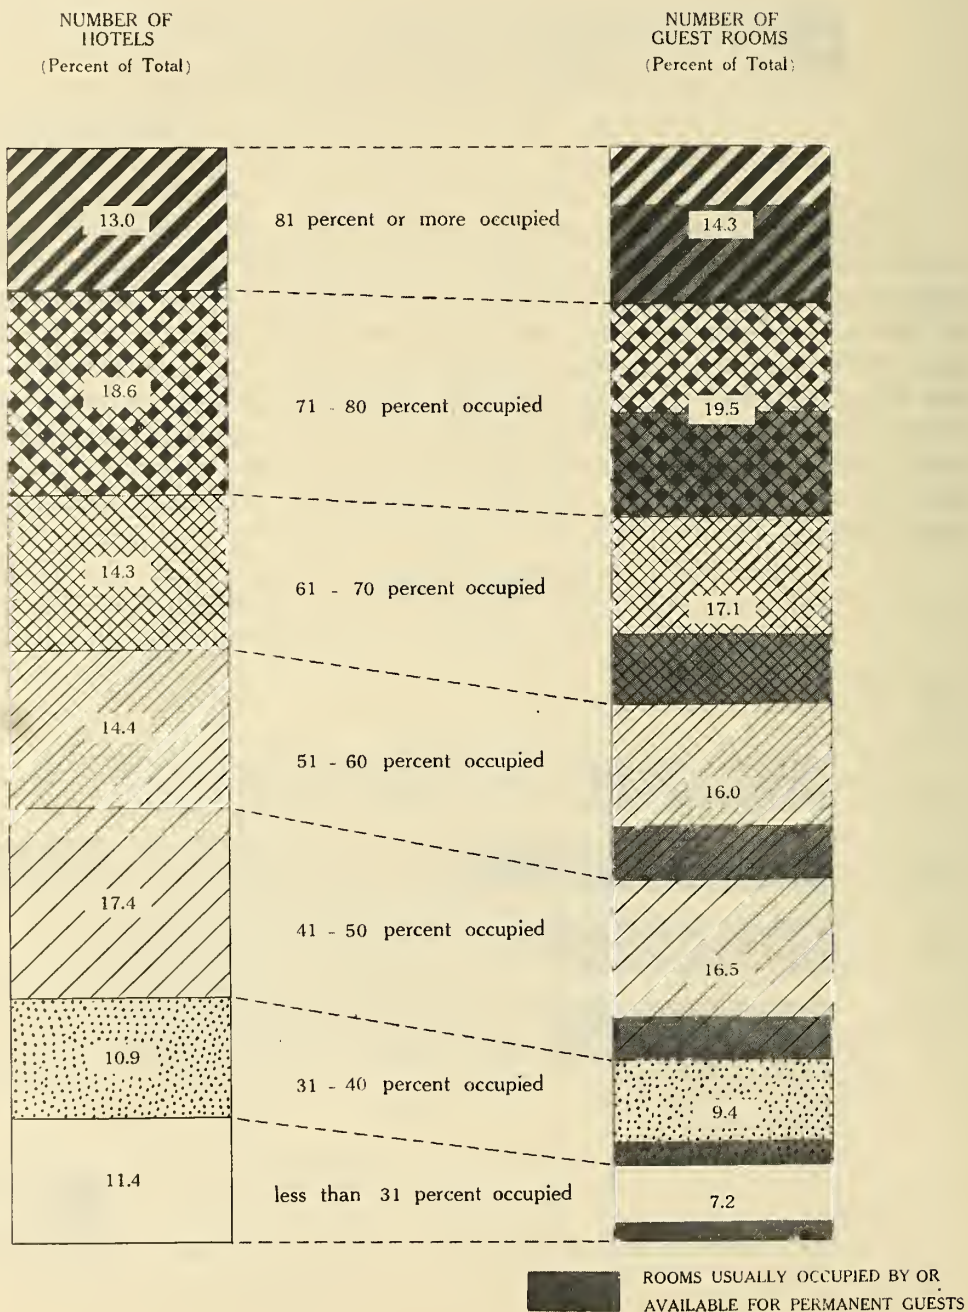 NUMBER OF
HOTELS
(Percent of Total)
NUMBER OF
GUEST ROOMS
(Percent of Total)
13.0
81 percent or more occupied
14.3
18.6
71 - 80 percent occupied
19.5
14.3
61 - 70 percent occupied
17.1
14.4
51 - 60 percent occupied
16.0
17.4
41 - 50 percent occupied
16.5
10.9
31 - 40 percent occupied
9.4
11.4
less than 31 percent occupied
7.2
ROOMS USUALLY OCCUPIED BY OR
AVAILABLE FOR PERMANENT GUESTS